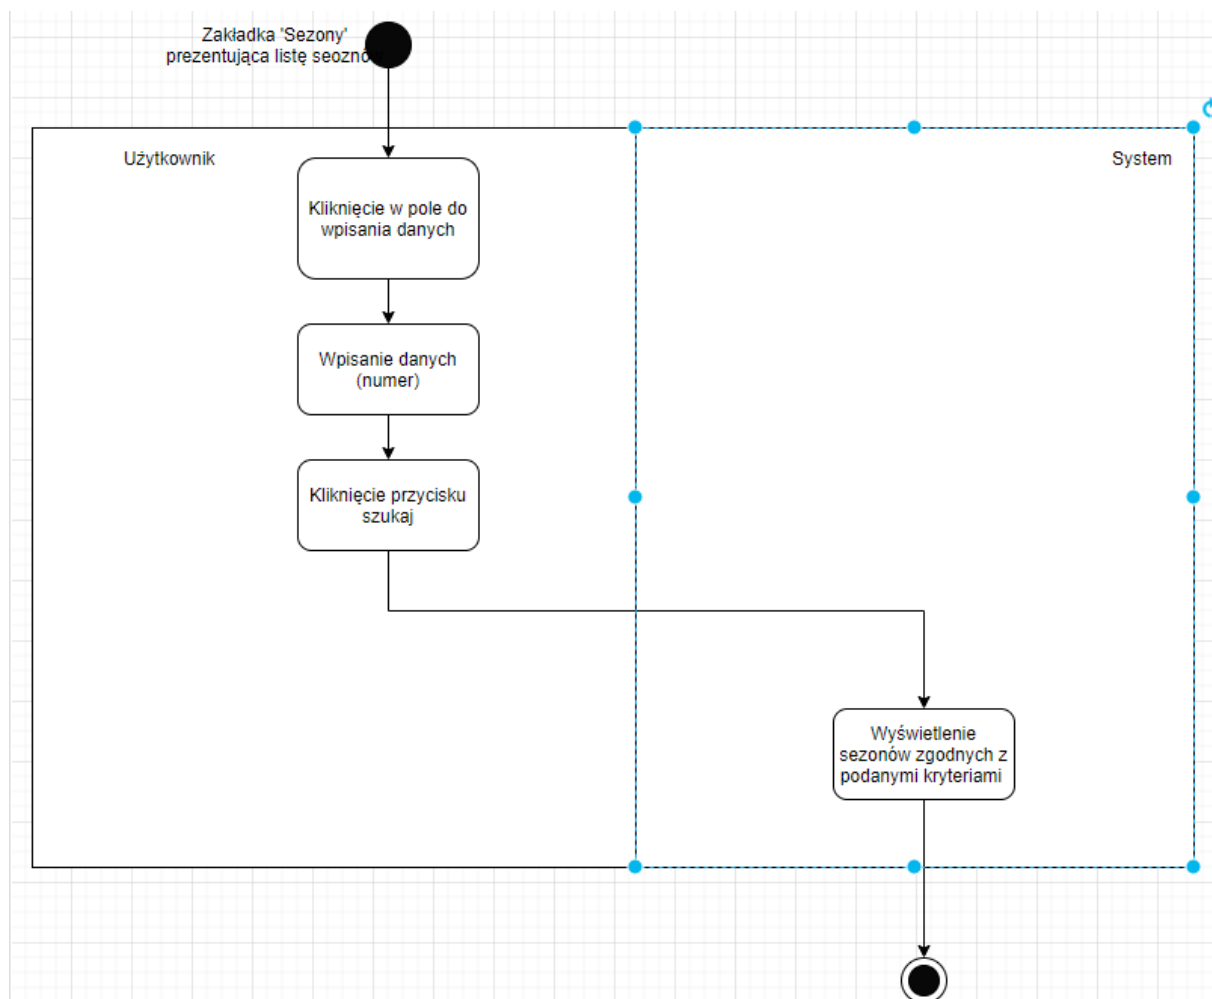 Zakładka 'Sezony'
prezentująca listę seoznów
Użytkownik
System
Kliknięcie w pole do
wpisania danych
Wpisanie danych
(numer)
Kliknięcie przycisku
szukaj
Wyświetlenie
sezonów zgodnych z
podanymi kryteriami